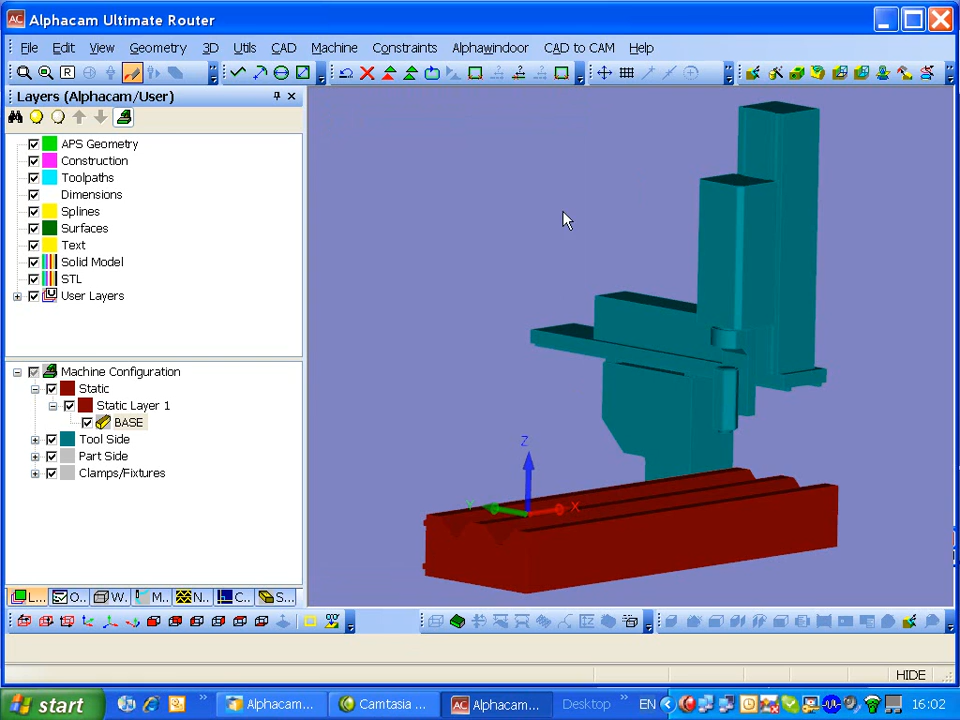 Alphacam Ultimate Router
File Edit View Geometry 3D Utils CAD Machine Constraints Alphawindoor CAD to CAM Help
Layers (Alphacam/User)
APS Geometry
Construction
Toolpaths
Dimensions
Splines
Surfaces
Text
Solid Model
STL
User Layers
Machine Configuration
Static
Static Layer 1
BASE
Tool Side
Part Side
Clamps/Fixtures
Z
Y
X
L... O.. W. M.. N.. C... S...
HIDE
start
Alphacam...
Camtasia ...
Alphacam...
Desktop
EN
16:02